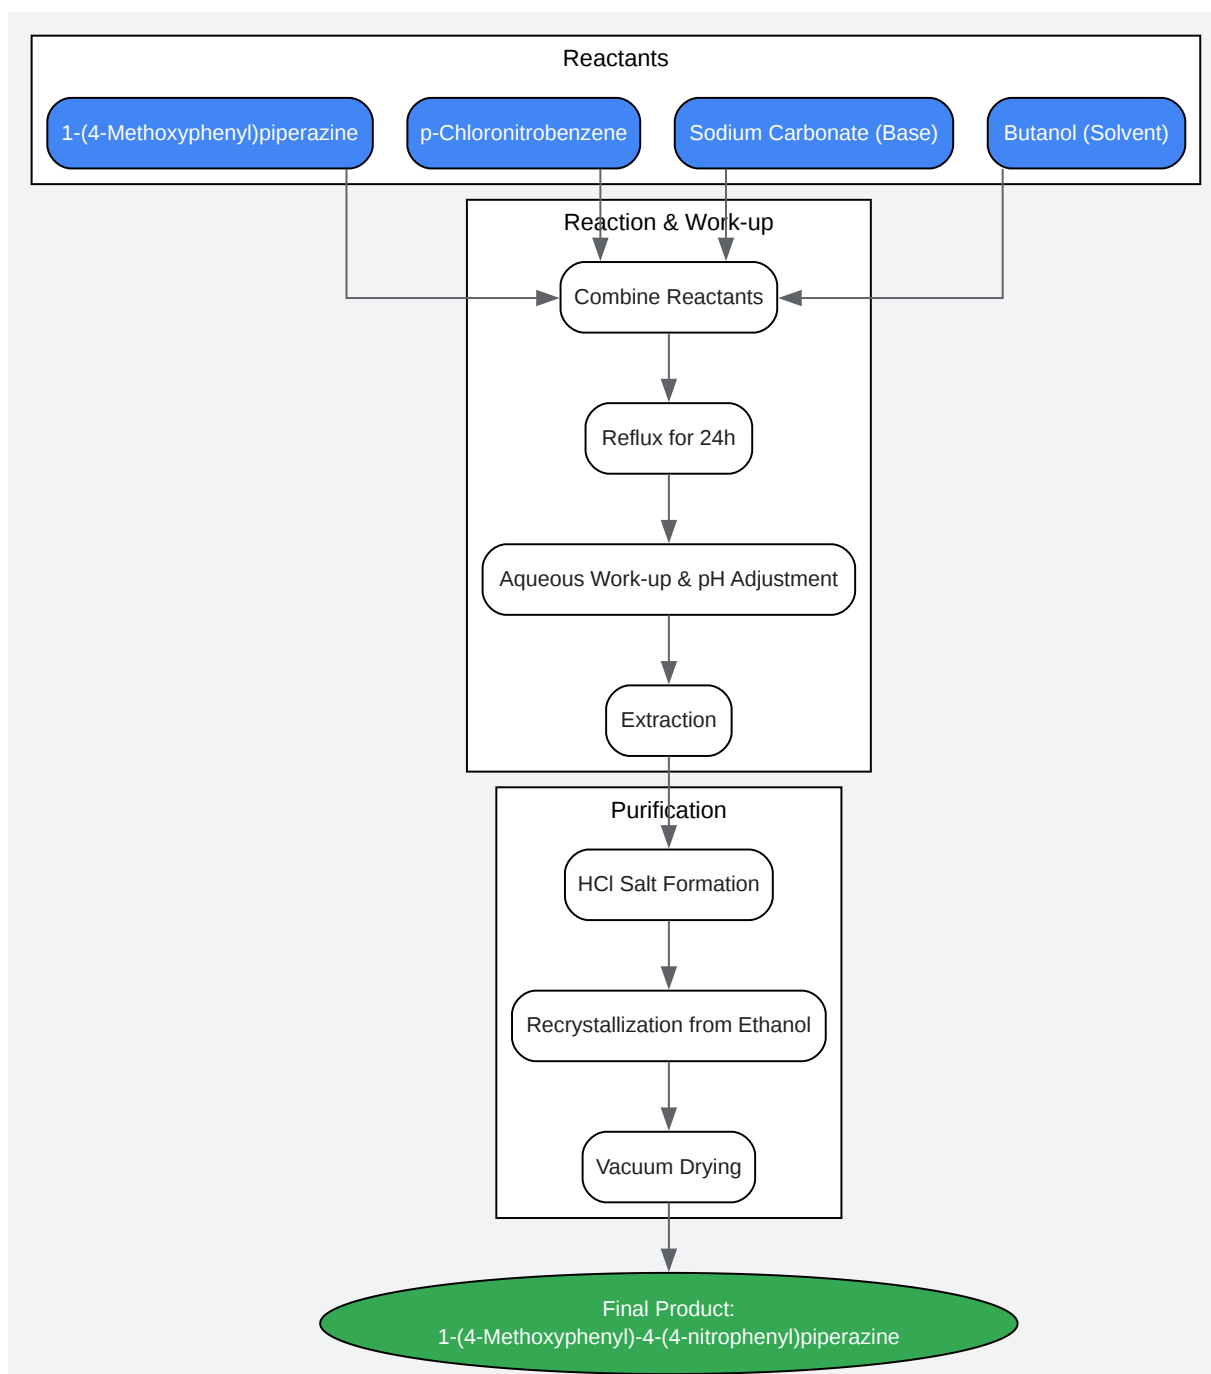 Reactants
1-(4-Methoxyphenyl)piperazine
p-Chloronitrobenzene
Sodium Carbonate (Base)
Butanol (Solvent)
Reaction & Work-up
Combine Reactants
Reflux for 24h
Aqueous Work-up & pH Adjustment
Extraction
Purification
HCl Salt Formation
Recrystallization from Ethanol
Vacuum Drying
Final Product:
1-(4-Methoxyphenyl)-4-(4-nitrophenyl)piperazine